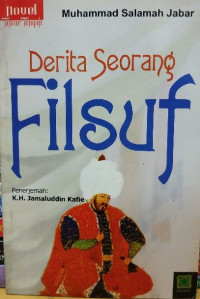 novel
Muhammad Salamah Jabar
Derita Seorang
Filsuf
Penerjemah:
K.H. Jamaluddin Kafie